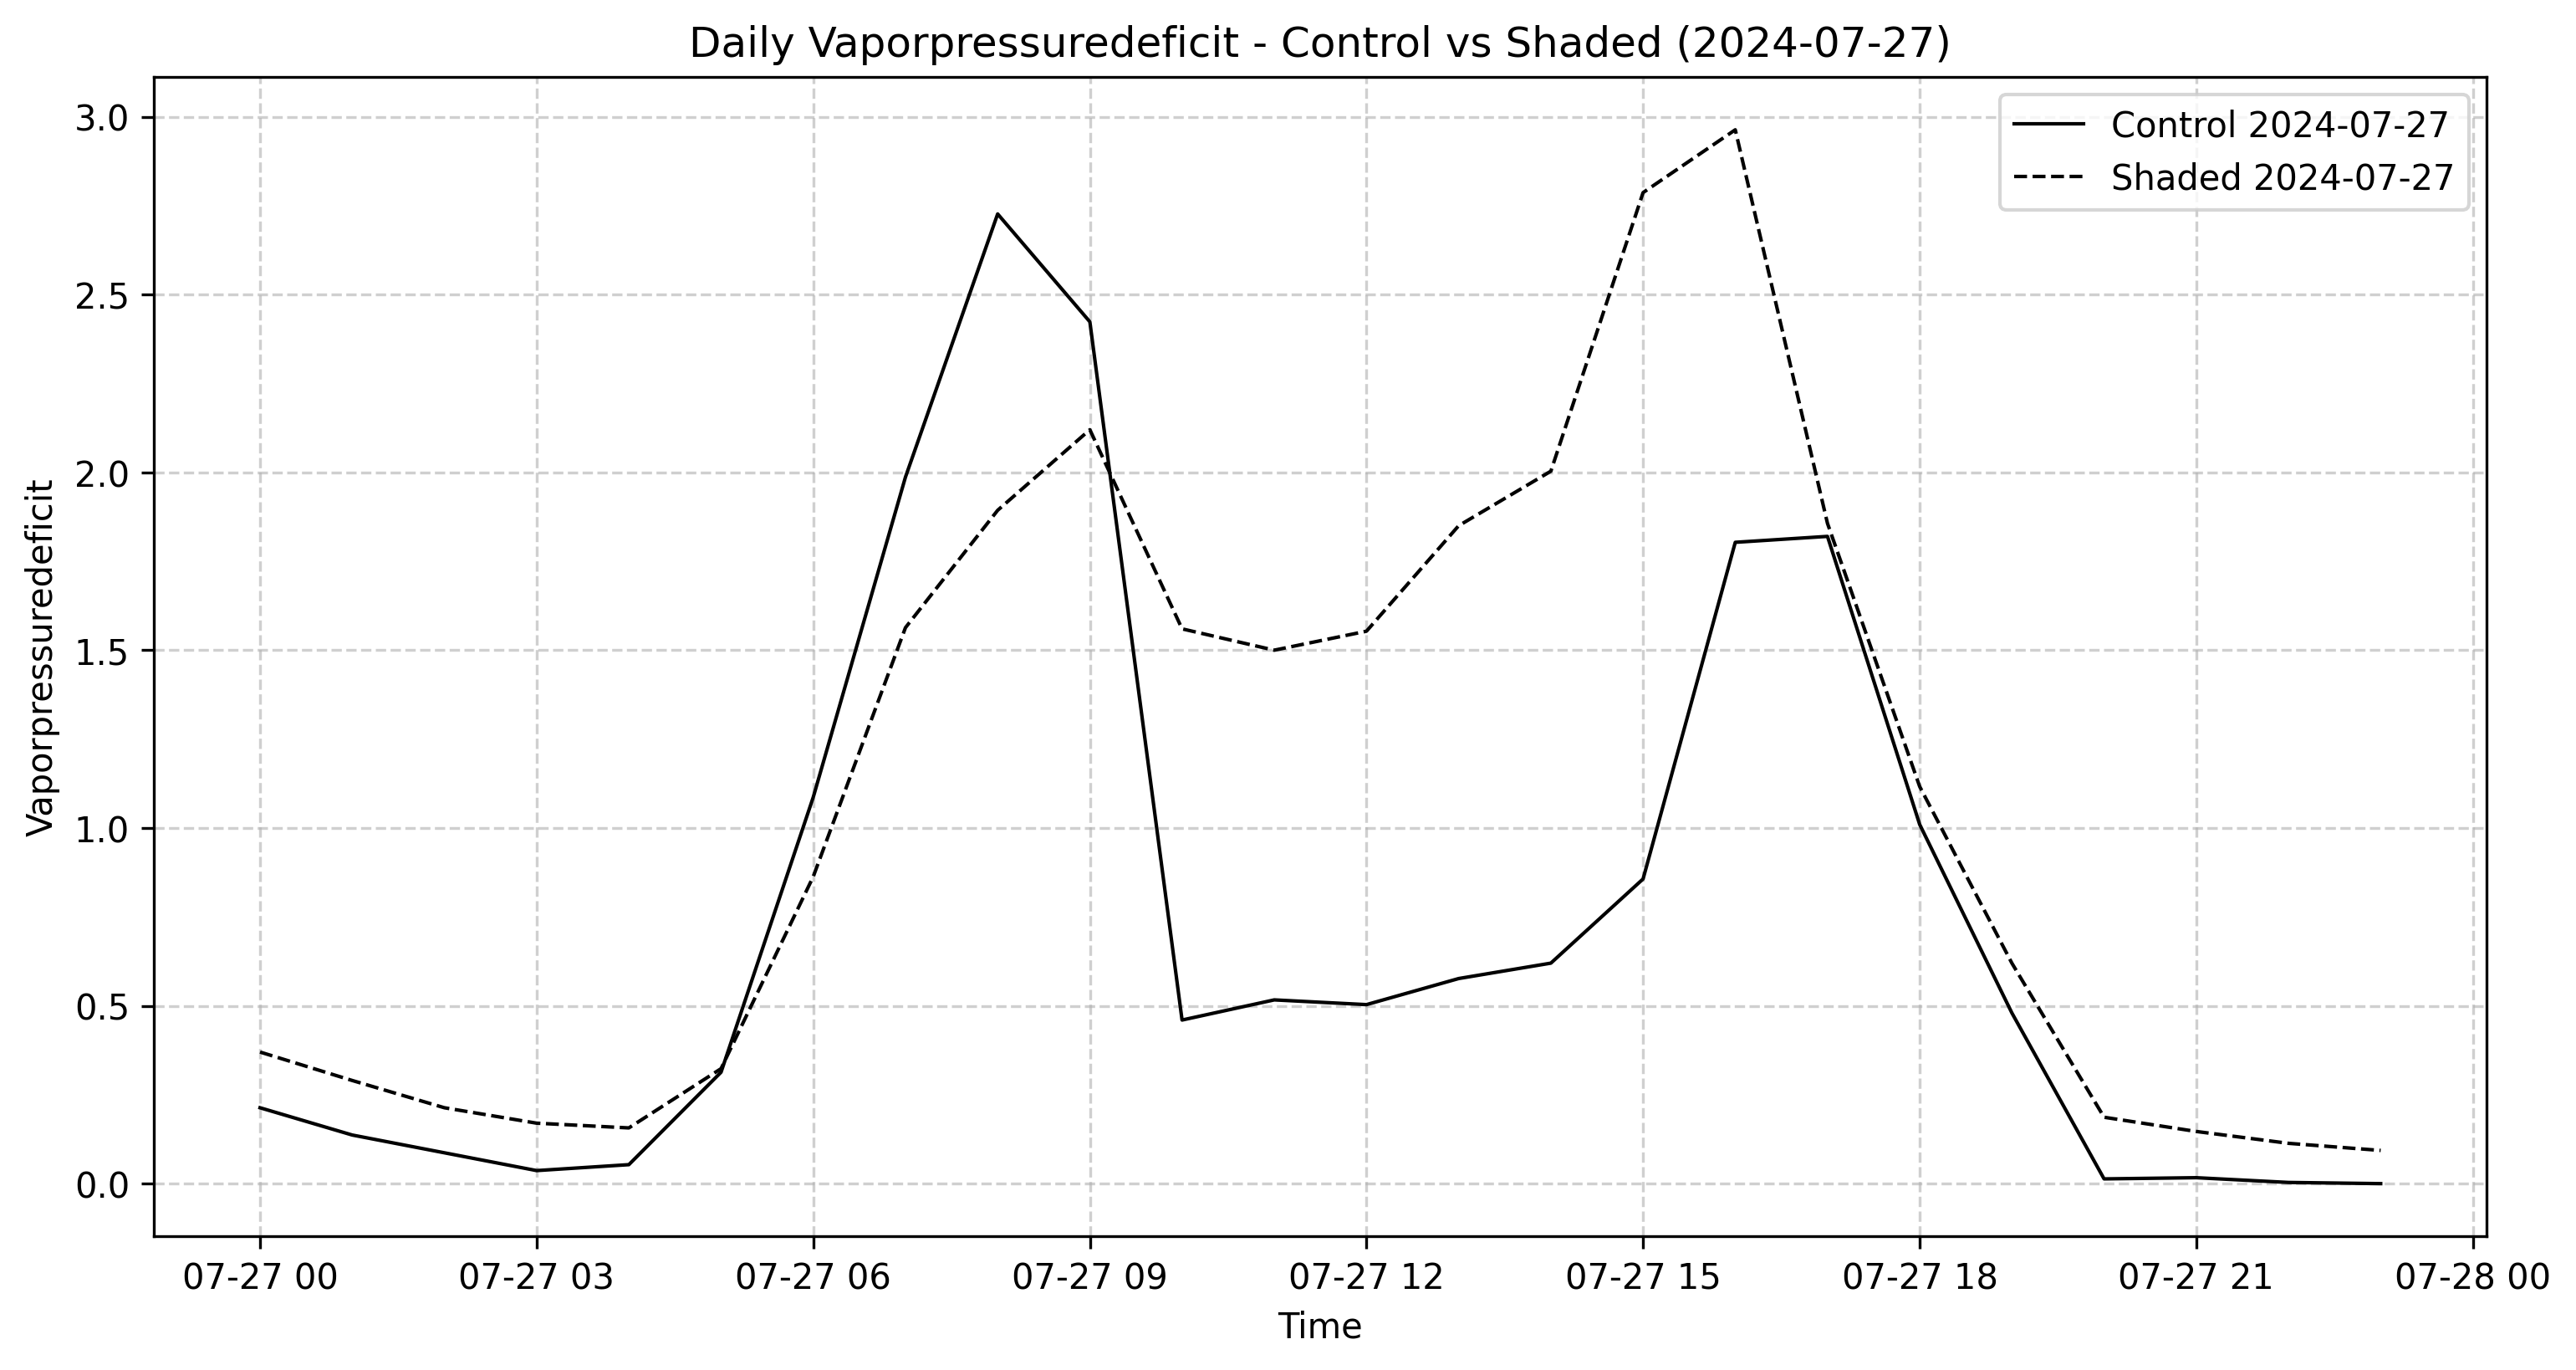 Daily Vaporpressuredeficit - Control vs Shaded (2024-07-27)
Control 2024-07-27
Shaded 2024-07-27
Vaporpressuredeficit
3.0
2.5
2.0
1.5
1.0
0.5
0.0
07-27 00 07-27 03 07-27 06 07-27 09 07-27 12 07-27 15 07-27 18 07-27 21 07-28 00
Time